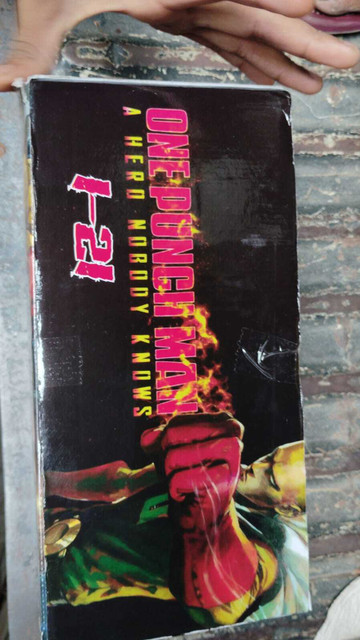 ONE PUNCH MAN
A HERO NOBODY KNOWS
1-21